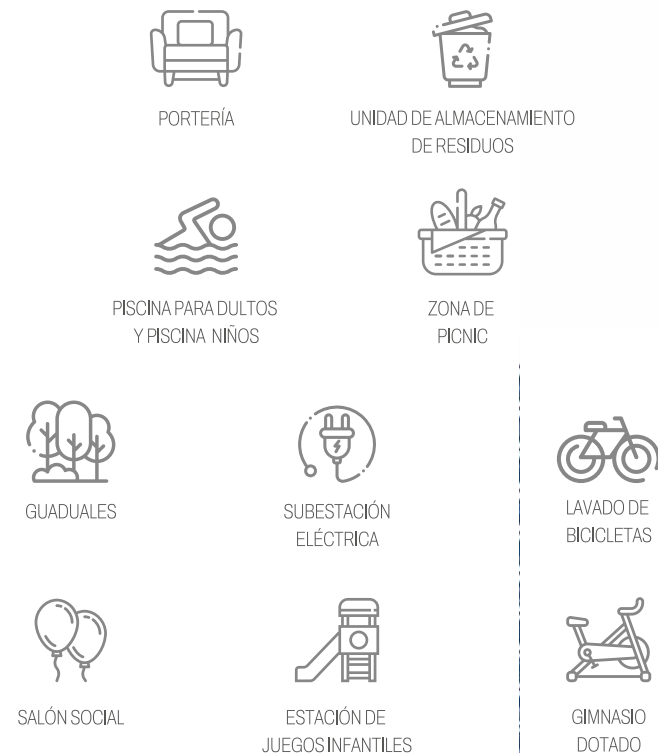 PORTERÍA
UNIDAD DE ALMACENAMIENTO
DE RESIDUOS
PISCINA PARA DULTOS
Y PISCINA NIÑOS
ZONA DE
PICNIC
GUADUALES
SUBESTACIÓN
ELÉCTRICA
LAVADO DE
BICICLETAS
SALÓN SOCIAL
ESTACIÓN DE
JUEGOS INFANTILES
GIMNASIO
DOTADO